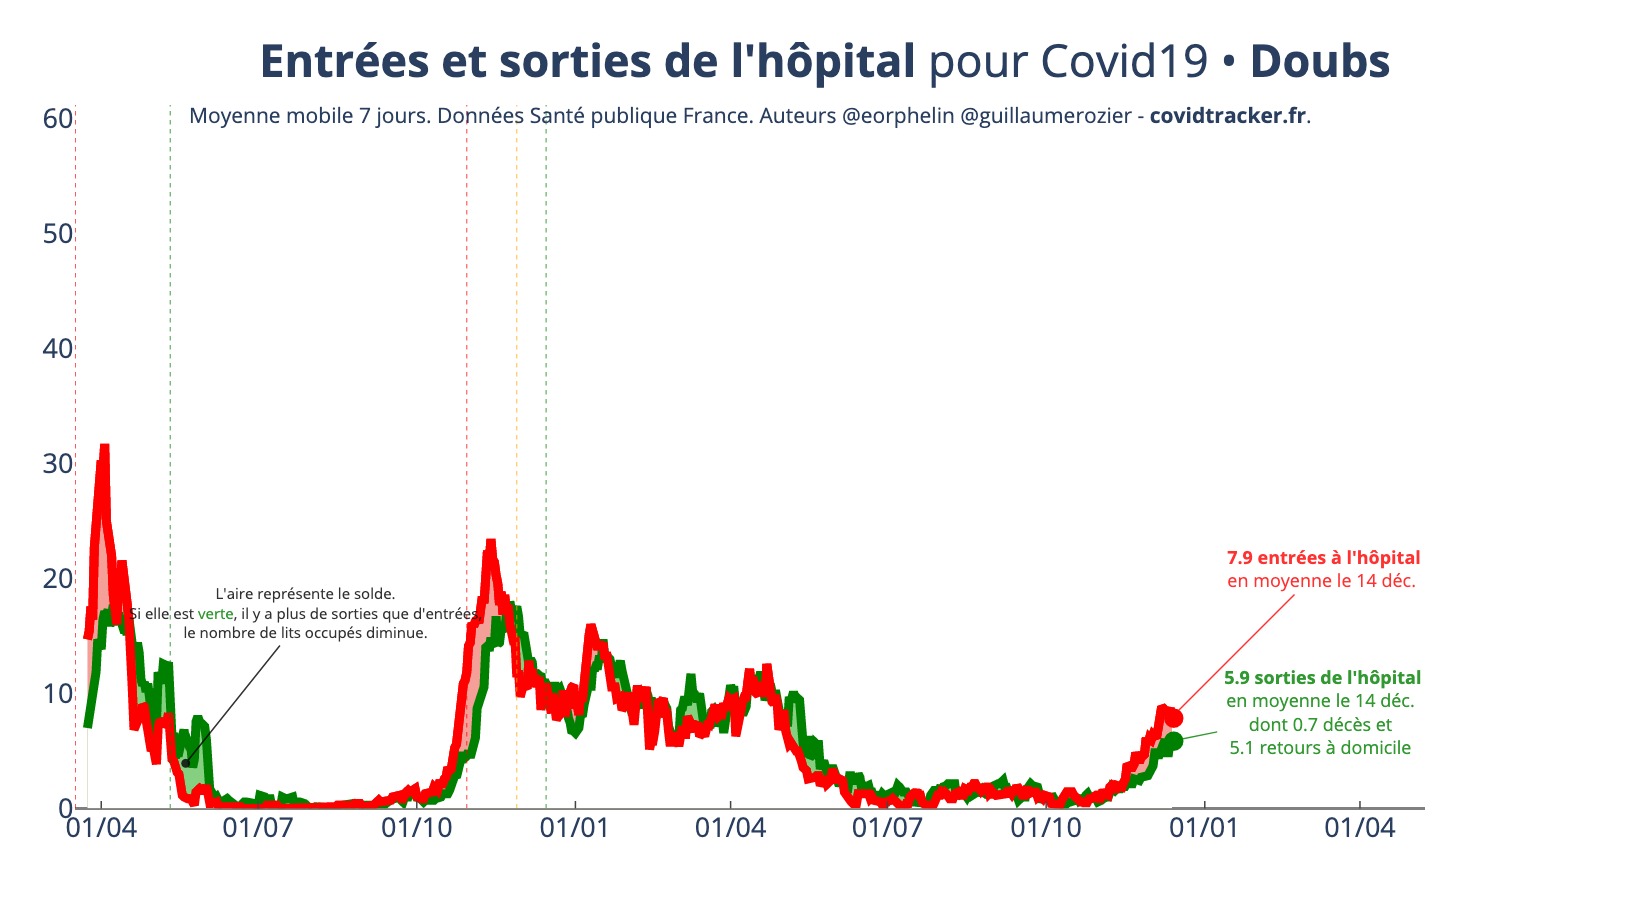 Entrées et sorties de l'hôpital pour Covid19 • Doubs
Moyenne mobile 7 jours. Données Santé publique France. Auteurs @eorphelin @guillaumerozier - covidtracker.fr.
60
50
40
30
20
10
0
L'aire représente le solde.
Si elle est verte, il y a plus de sorties que d'entrées,
le nombre de lits occupés diminue.
7.9 entrées à l'hôpital
en moyenne le 14 déc.
5.9 sorties de l'hôpital
en moyenne le 14 déc.
dont 0.7 décès et
5.1 retours à domicile
01/04 01/07 01/10 01/01 01/04 01/07 01/10 01/01 01/04